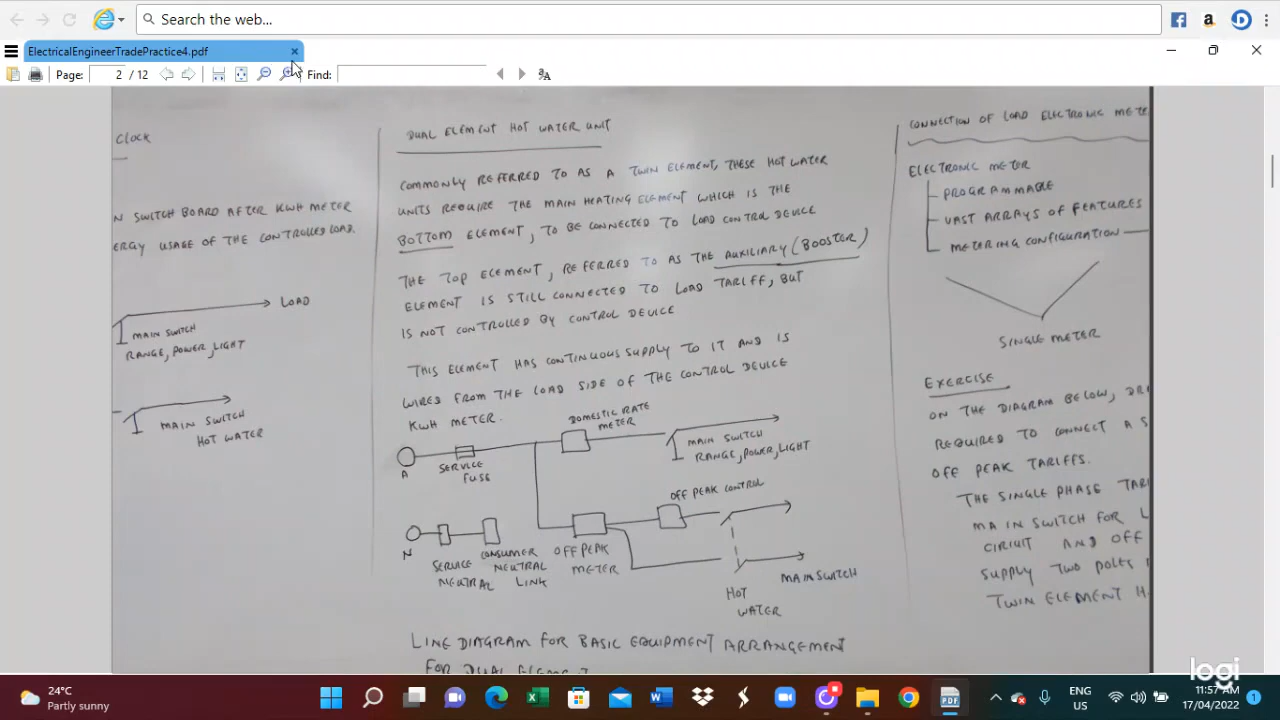 Search the web...
ElectricalEngineerTradePractice4.pdf
Page: 2 / 12 Find:
CLOCK
N SWITCH BOARD AFTER KWH METER
ERGY USAGE OF THE CONTROLLED LOAD.
LOAD
MAIN SWITCH
RANGE, POWER, LIGHT
MAIN SWITCH
HOT WATER
DUAL ELEMENT HOT WATER UNIT
COMMONLY REFERRED TO AS A TWIN ELEMENT, THESE HOT WATER
UNITS REQUIRE THE MAIN HEATING ELEMENT WHICH IS THE
BOTTOM ELEMENT, TO BE CONNECTED TO LOAD CONTROL DEVICE
THE TOP ELEMENT, REFERRED TO AS THE AUXILIARY (BOOSTER)
ELEMENT IS STILL CONNECTED TO LOAD TARIFF, BUT
IS NOT CONTROLLED BY CONTROL DEVICE
THIS ELEMENT HAS CONTINUOUS SUPPLY TO IT AND IS
WIRES FROM THE LOAD SIDE OF THE CONTROL DEVICE
KWH METER.
DOMESTIC RATE
METER
A
SERVICE
FUSE
MAIN SWITCH
RANGE, POWER, LIGHT
OFF PEAK CONTROL
N
SERVICE
NEUTRAL
CONSUMER
NEUTRAL
LINK
OFF PEAK
METER
HOT
WATER
MAIN SWITCH
LINE DIAGRAM FOR BASIC EQUIPMENT ARRANGEMENT
FOR DUAL ELEMENT
CONNECTION OF LOAD ELECTRONIC METE
ELECTRONIC METER
PROGRAMMABLE
VAST ARRAYS OF FEATURES
METERING CONFIGURATION
SINGLE METER
EXERCISE
ON THE DIAGRAM BELOW, DR
REQUIRED TO CONNECT A S
OFF PEAK TARIFFS.
THE SINGLE PHASE TAR
MAIN SWITCH FOR L
CIRIUIT AND OFF
SUPPLY TWO POLES
TWIN ELEMENT H
logi
24°C
Partly sunny
ENG
US
11:57 AM
17/04/2022